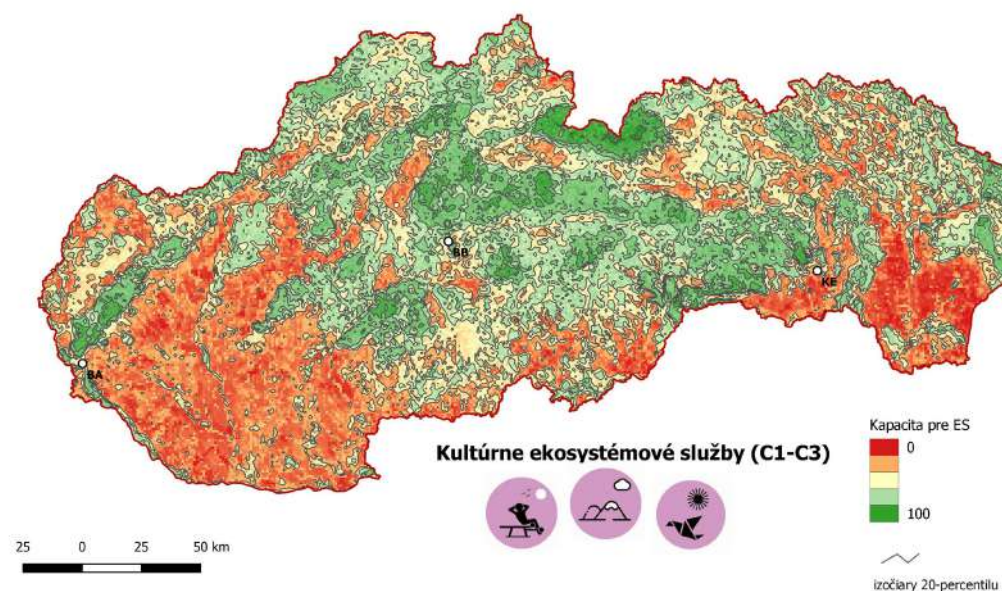 BB
KE
BA
Kapacita pre ES
0
100
Kultúrne ekosystémové služby (C1-C3)
25 0 25 50 km
izočiary 20-percentilu